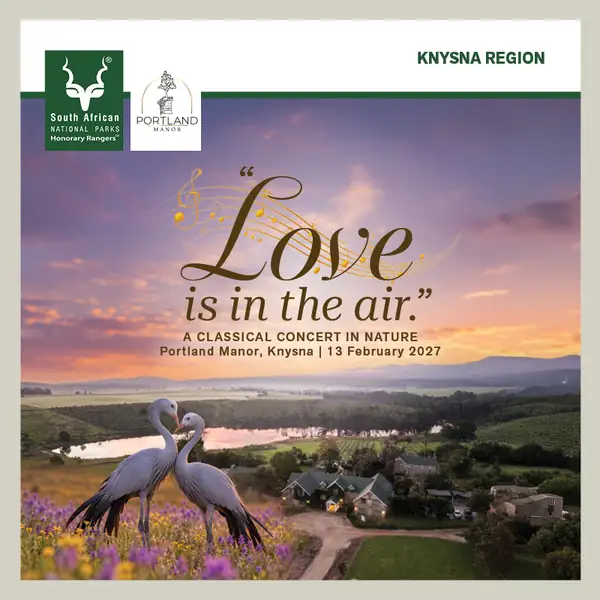 KNYSNA REGION
South African
NATIONAL PARKS
Honorary Rangers™
®
PORTLAND
MANOR
“Love
is in the air.”
A CLASSICAL CONCERT IN NATURE
Portland Manor, Knysna | 13 February 2027